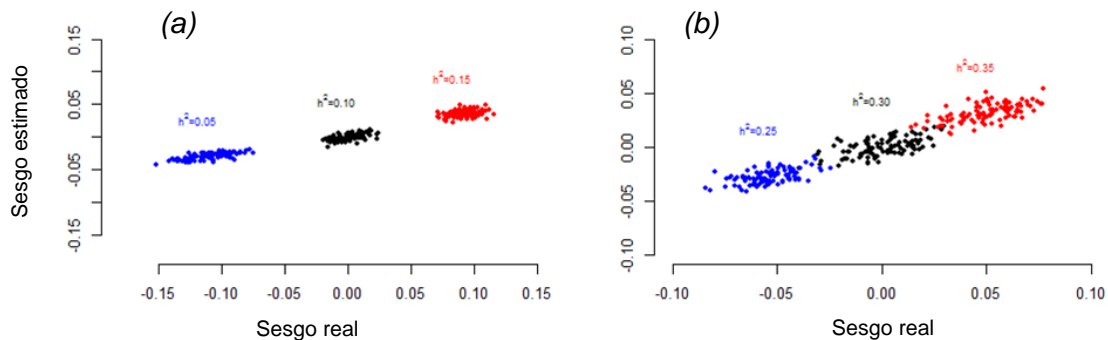 (a)
Sesgo estimado
0.15
0.05
-0.05
-0.15
h²=0.05
h²=0.10
h²=0.15
-0.15 -0.10 -0.05 0.00 0.05 0.10 0.15
Sesgo real
(b)
0.10
0.05
0.00
-0.05
-0.10
h²=0.25
h²=0.30
h²=0.35
-0.10 -0.05 0.00 0.05 0.10
Sesgo real